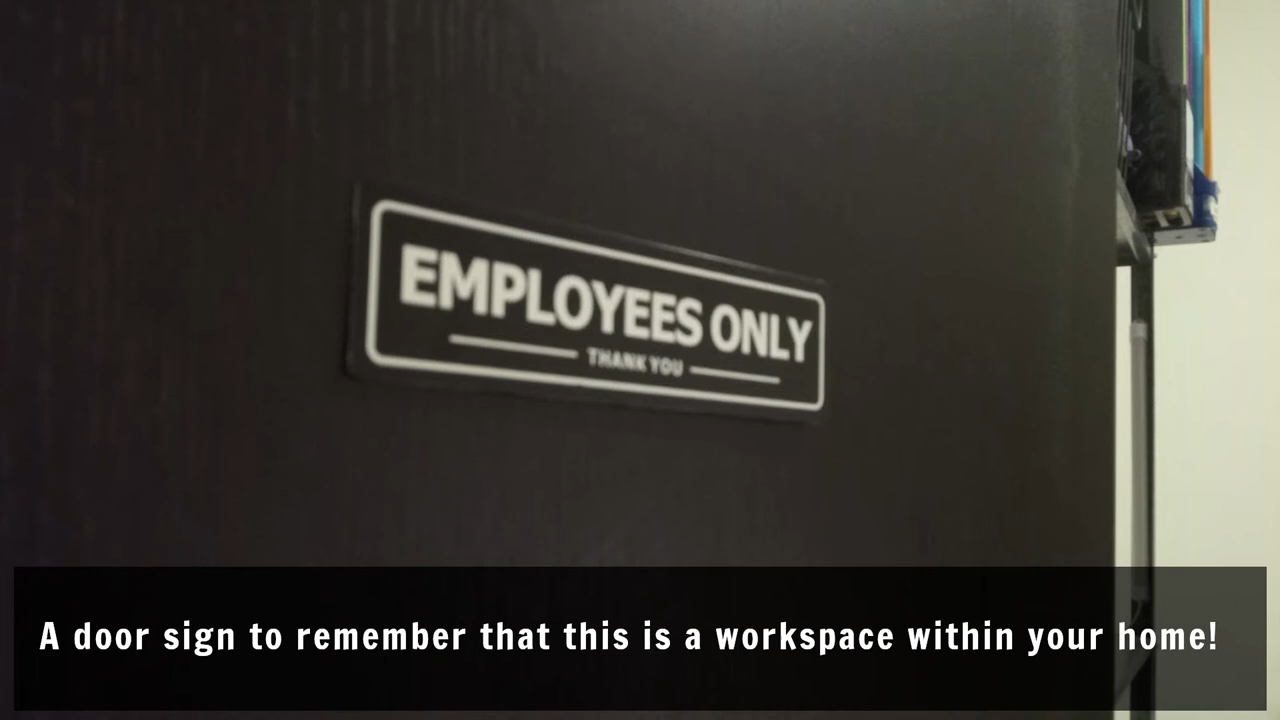 EMPLOYEES ONLY
THANK YOU
A door sign to remember that this is a workspace within your home!